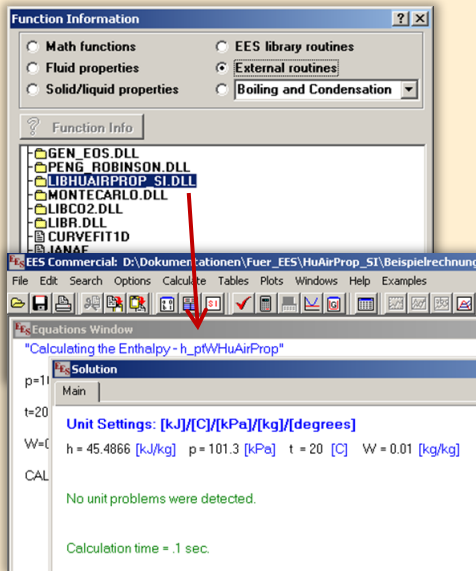 Function Information
Math functions
EES library routines
Fluid properties
External routines
Solid/liquid properties
Boiling and Condensation
? Function Info
GEN_EOS.DLL
PENG_ROBINSON.DLL
LIBHUAIRPROP_SI.DLL
MONTECARLO.DLL
LIBCO2.DLL
LIBR.DLL
CURVEFIT1D
JANAF
EES Commercial: D:\Dokumentationen\Fuer_EES\HuAirProp_SI\Beispielrechnung
File Edit Search Options Calculate Tables Plots Windows Help Examples
Equations Window
"Calculating the Enthalpy - h_ptWHuAirProp"
Solution
Main
p=1
t=20
W=
CAL
Unit Settings: [kJ]/[C]/[kPa]/[kg]/[degrees]
h = 45.4866 [kJ/kg] p = 101.3 [kPa] t = 20 [C] W = 0.01 [kg/kg]
No unit problems were detected.
Calculation time = .1 sec.